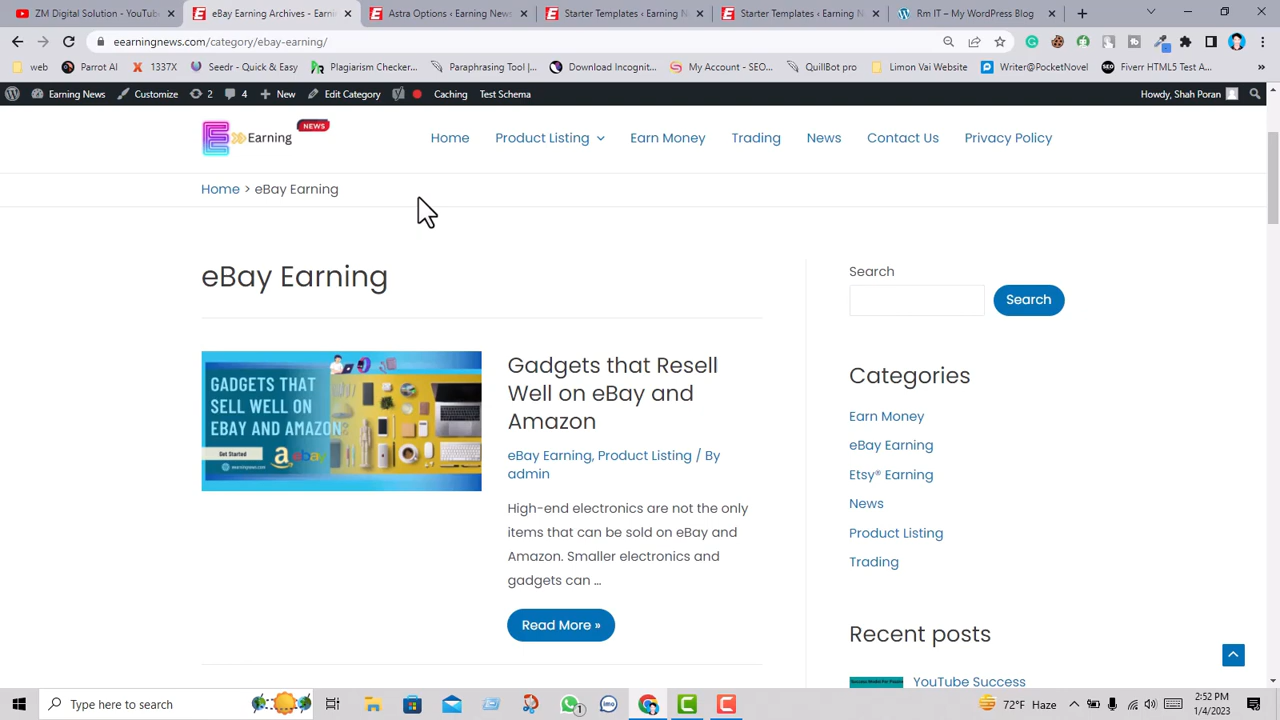 ZM Digital Solution - YouTub
eBay Earning -
Astra Options ‹ Earning News
Starter Templates ‹ Earning
Starter Templates ‹ Earning N
Rm IT – My Shash Blog
eearningnews.com/category/ebay-earning/
web
Parrot AI
1337X
Seedr - Quick & Easy
Plagiarism Checker...
Paraphrasing Tool |...
Download Incognit...
My Account - SEO...
QuillBot pro
Limon Vai Website
Writer@PocketNovel
Fiverr HTML5 Test A...
Earning News
Customize
2
4
New
Edit Category
Caching
Test Schema
Howdy, Shah Poran
E Earning NEWS
Home
Product Listing
Earn Money
Trading
News
Contact Us
Privacy Policy
Home > eBay Earning
eBay Earning
GADGETS THAT
SELL WELL ON
EBAY AND AMAZON
Get Started
eearningnews.com
a
ebay
Gadgets that Resell
Well on eBay and
Amazon
eBay Earning, Product Listing / By
admin
High-end electronics are not the only
items that can be sold on eBay and
Amazon. Smaller electronics and
gadgets can ...
Read More »
Search
Search
Categories
Earn Money
eBay Earning
Etsy® Earning
News
Product Listing
Trading
Recent posts
YouTube Success
Type here to search
72°F Haze
2:52 PM
1/4/2023